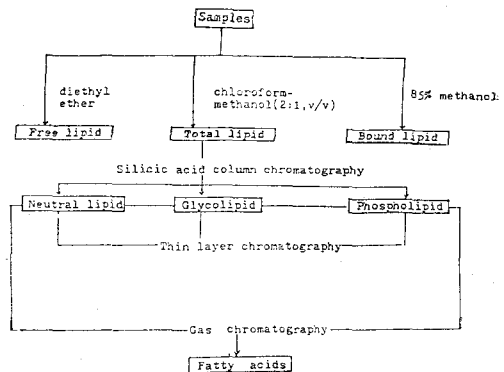 Samples
diethyl
ether
chloroform-
methanol(2:1,v/v)
85% methanol
Free lipid
Total lipid
Bound lipid
Silicic acid column chromatography
Neutral lipid
Glycolipid
Phospholipid
Thin layer chromatography
Gas chromatography
Fatty acids